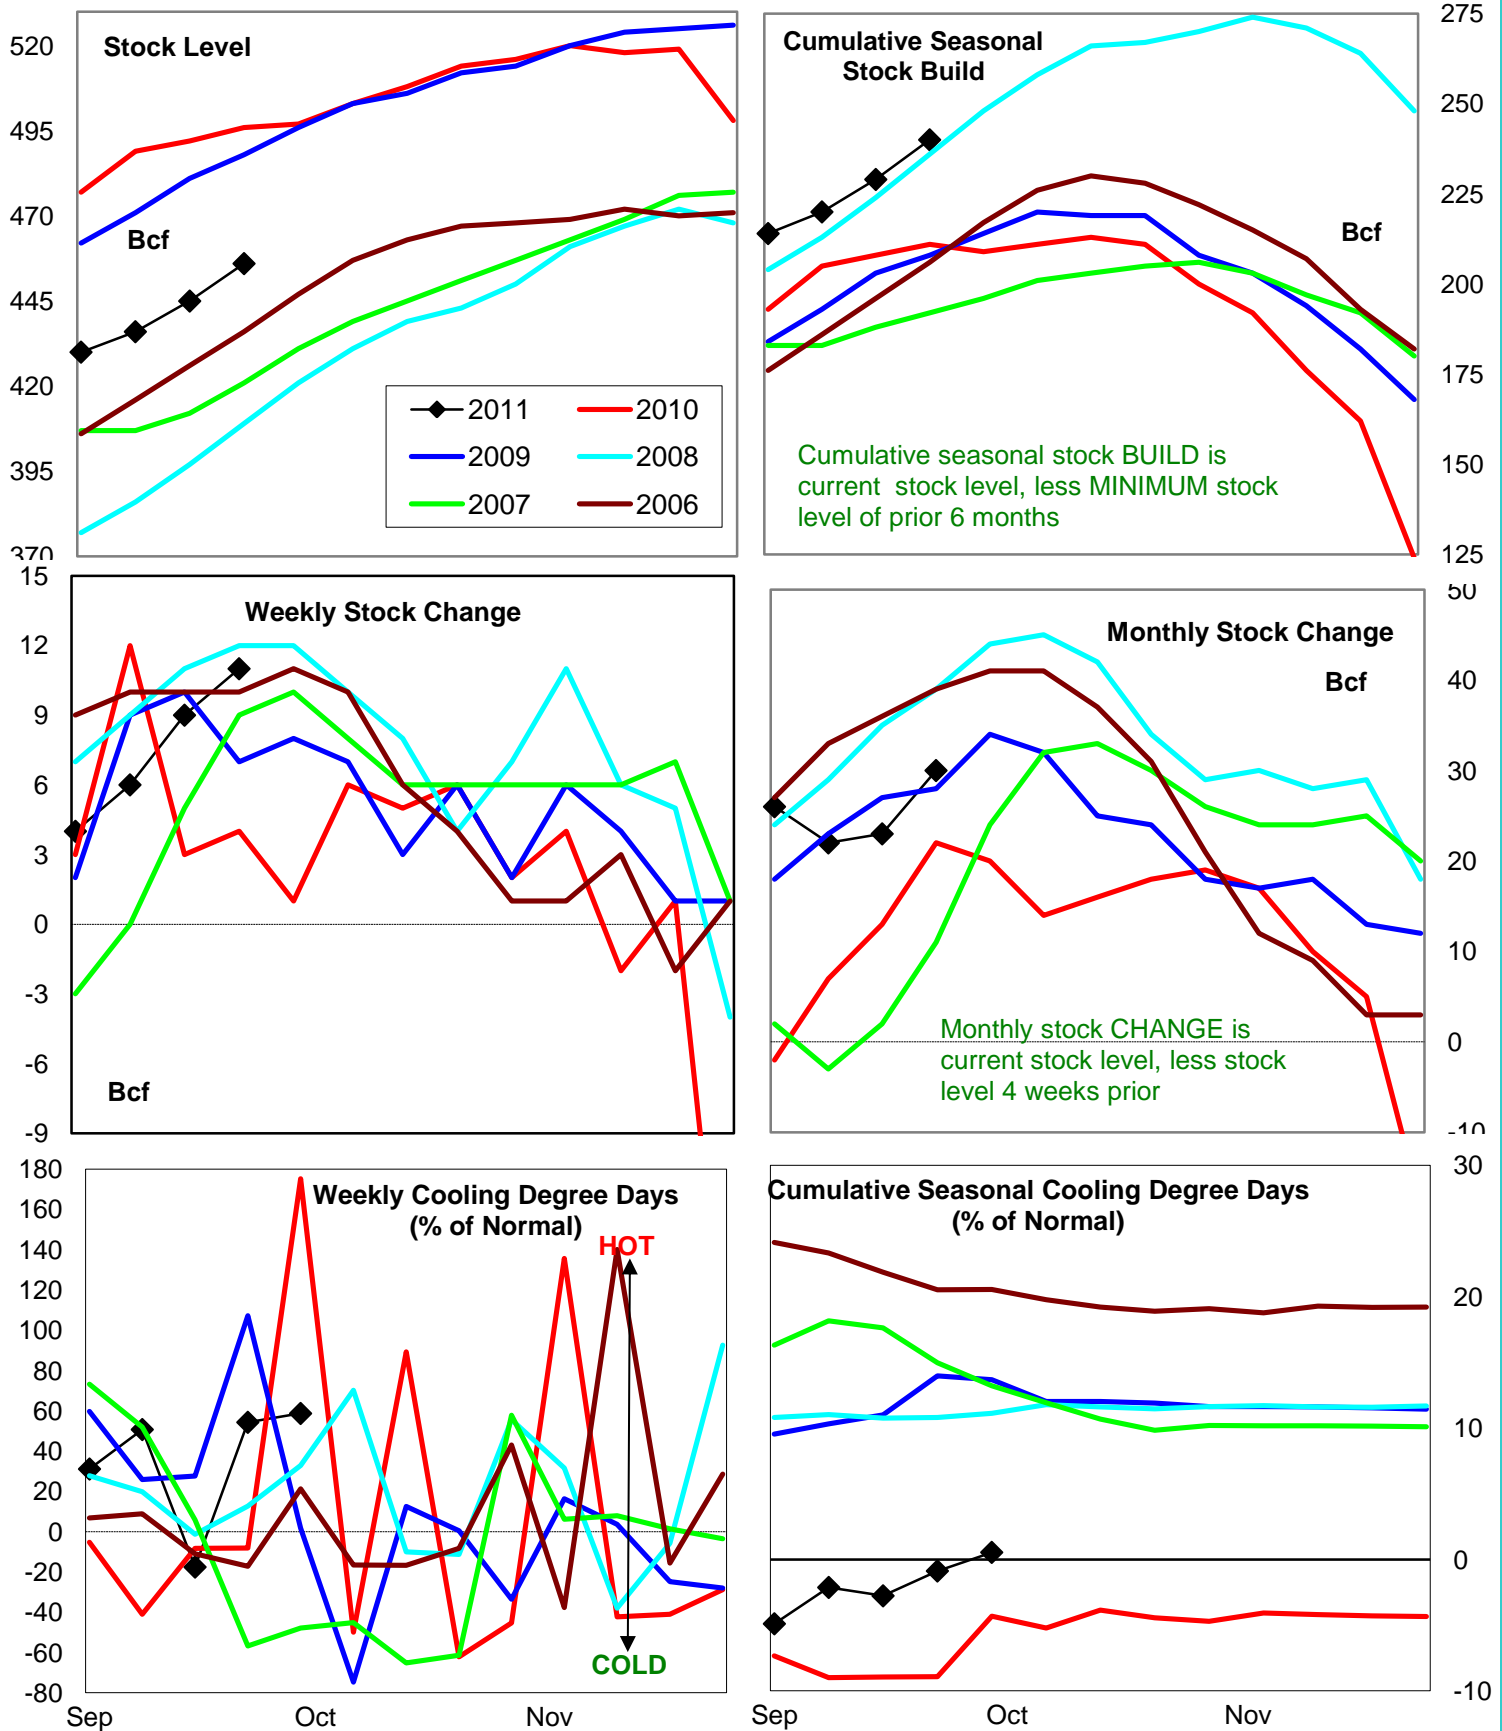 Stock Level
Bcf
520
495
470
445
420
395
370
2011
2010
2009
2008
2007
2006
Cumulative Seasonal
Stock Build
Bcf
275
250
225
200
175
150
125
Cumulative seasonal stock BUILD is
current stock level, less MINIMUM stock
level of prior 6 months
Weekly Stock Change
15
12
9
6
3
0
-3
-6
-9
Bcf
Monthly Stock Change
Bcf
50
40
30
20
10
0
-10
Monthly stock CHANGE is
current stock level, less stock
level 4 weeks prior
Weekly Cooling Degree Days
(% of Normal)
HOT
COLD
180
160
140
120
100
80
60
40
20
0
-20
-40
-60
-80
Sep
Oct
Nov
Cumulative Seasonal Cooling Degree Days
(% of Normal)
30
20
10
0
-10
Sep
Oct
Nov